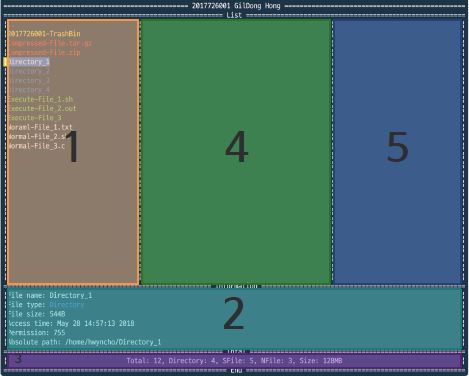 2017726001 GilDong Hong
List
2017726001-TrashBin
Compressed-File.tar.gz
Compressed-File.zip
Directory_1
Directory_2
Directory_3
Directory_4
Execute-File_1.sh
Execute-File_2.out
Execute-File_3
Noraml-File_1.txt
Normal-File_2.s
Normal-File_3.c
1
4
5
Information
File name: Directory_1
File type: Directory
File size: 544B
Access time: May 28 14:57:13 2018
Permission: 755
Absolute path: /home/hwyncho/Directory_1
2
Total
3
Total: 12, Directory: 4, SFile: 5, NFile: 3, Size: 128MB
End